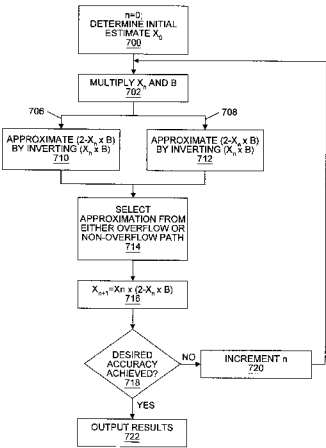 n=0;
DETERMINE INITIAL
ESTIMATE X₀
700
MULTIPLY Xₙ AND B
702
706
708
APPROXIMATE (2-Xₙ x B)
BY INVERTING (Xₙ x B)
710
APPROXIMATE (2-Xₙ x B)
BY INVERTING (Xₙ x B)
712
SELECT
APPROXIMATION FROM
EITHER OVERFLOW OR
NON-OVERFLOW PATH
714
Xₙ₊₁=Xn x (2-Xₙ x B)
716
DESIRED
ACCURACY
ACHIEVED?
718
NO
INCREMENT n
720
YES
OUTPUT RESULTS
722